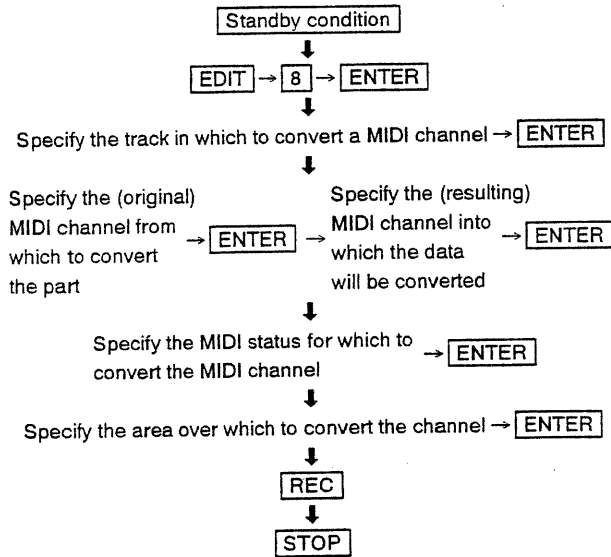 Standby condition
EDIT → 8 → ENTER
Specify the track in which to convert a MIDI channel → ENTER
Specify the (original)
MIDI channel from
which to convert
the part
→ ENTER →
Specify the (resulting)
MIDI channel into
which the data
will be converted
→ ENTER
Specify the MIDI status for which to
convert the MIDI channel
→ ENTER
Specify the area over which to convert the channel → ENTER
REC
STOP